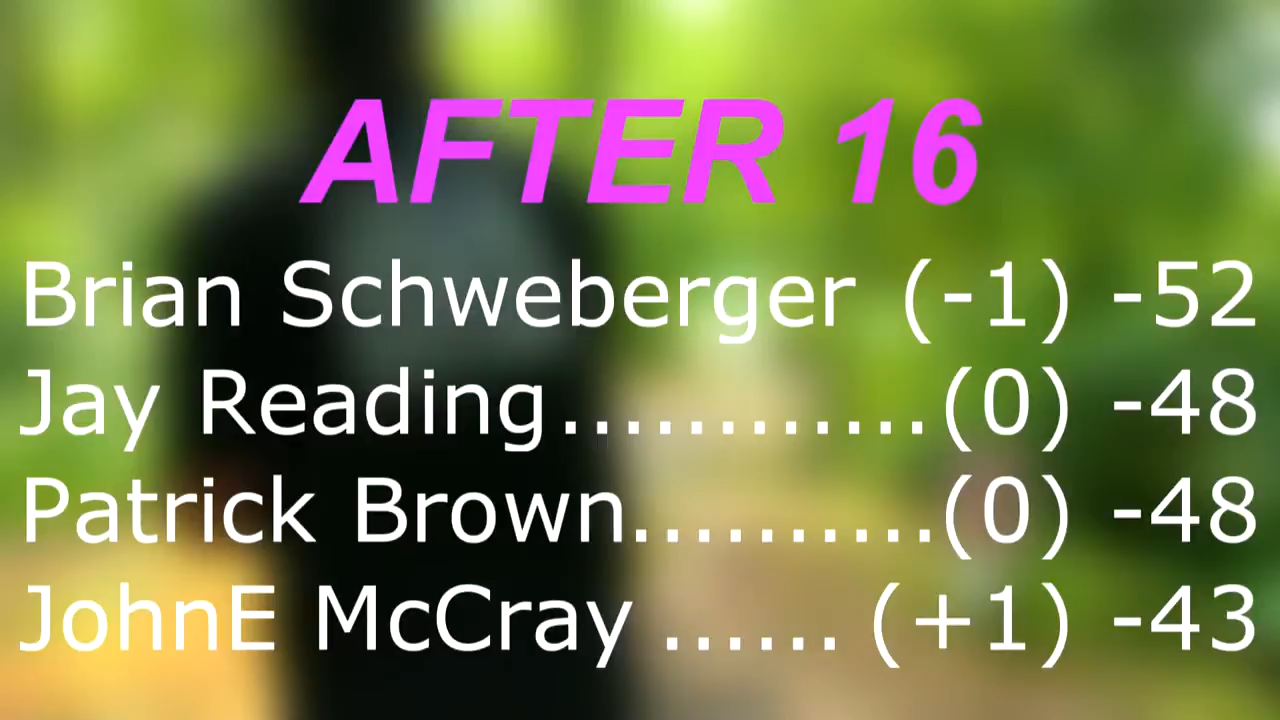 AFTER 16
Brian Schweberger (-1) -52
Jay Reading............(0) -48
Patrick Brown..........(0) -48
JohnE McCray ...... (+1) -43